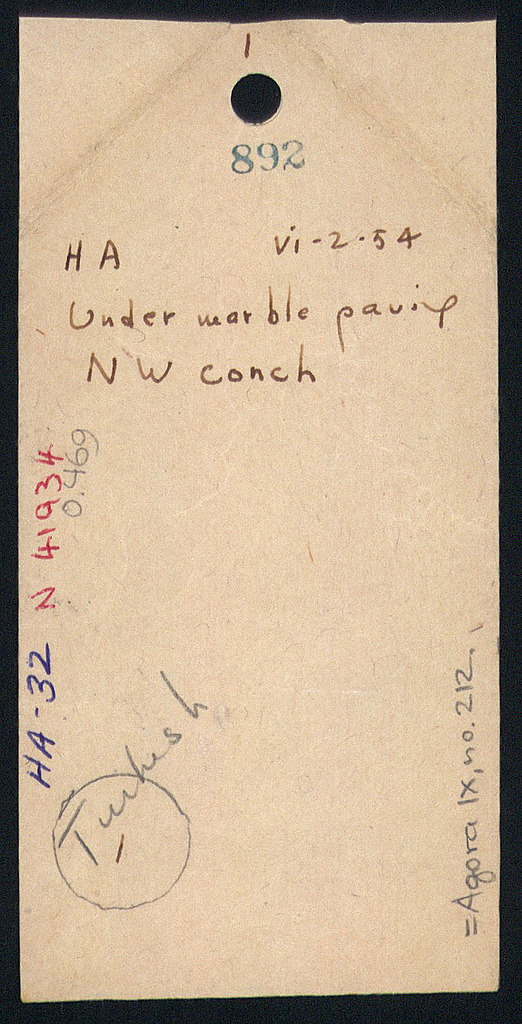 1
892
HA vi-2-54
Under marble paving
NW conch
N 41934
0.469
HA-32
Turkish
1
=Agora IX, no. 212.